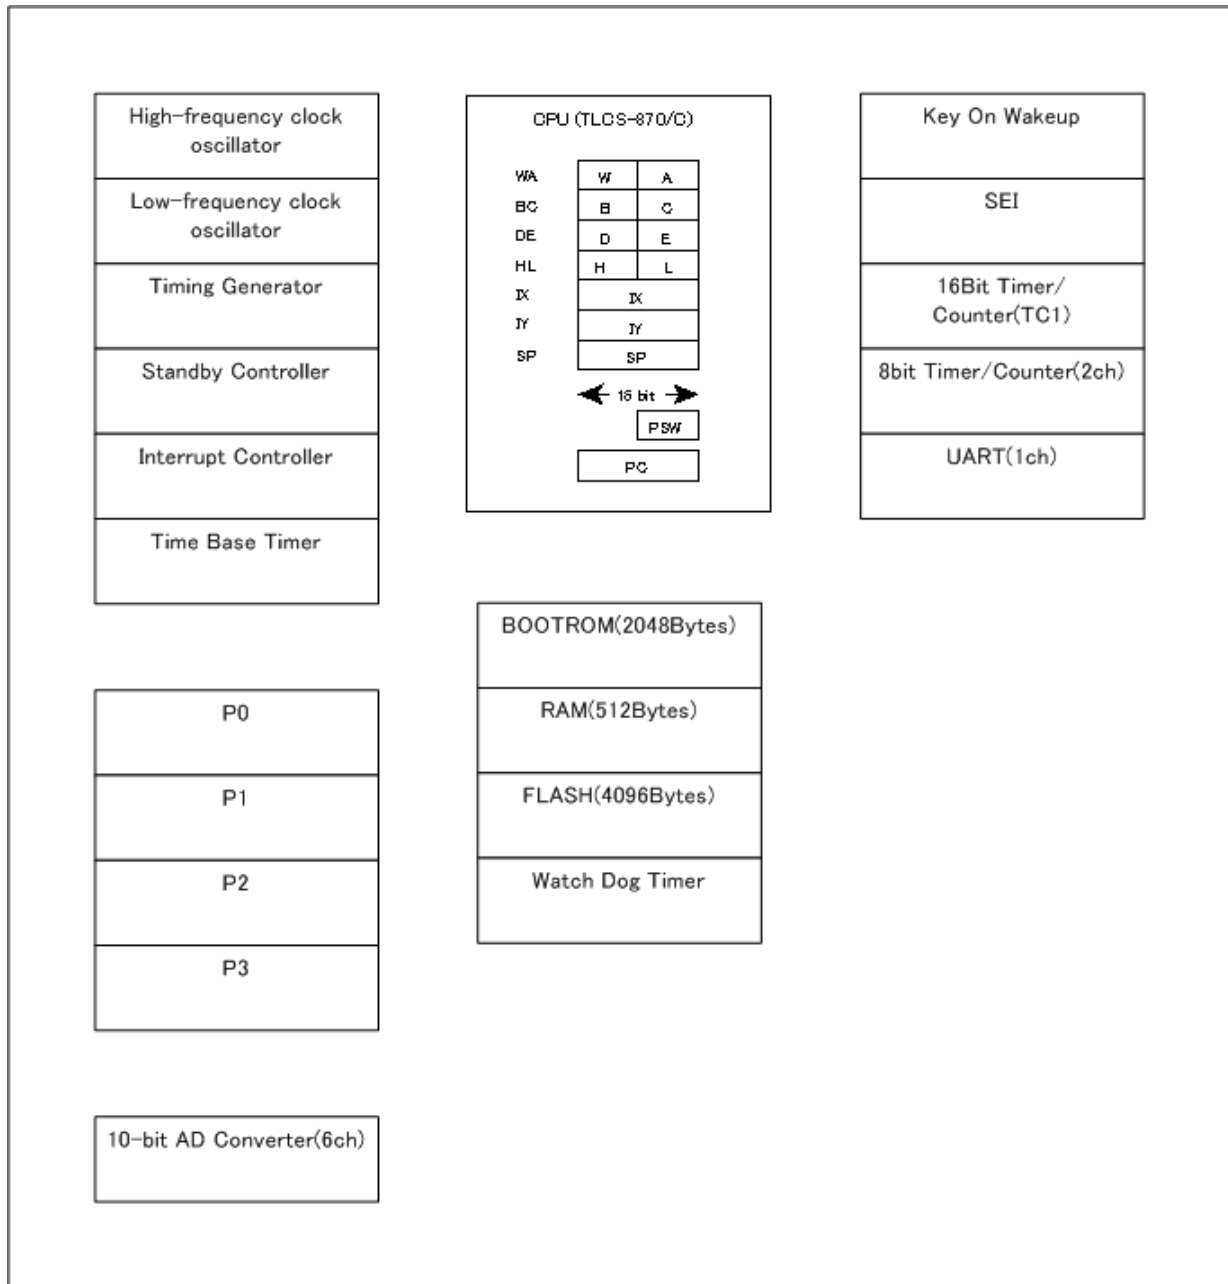 High-frequency clock
oscillator
Low-frequency clock
oscillator
Timing Generator
Standby Controller
Interrupt Controller
Time Base Timer
CPU (TLCS-870/C)
WA W A
BC B C
DE D E
HL H L
IX IX
IY IY
SP SP
16 bit
PSW
PC
Key On Wakeup
SEI
16Bit Timer/
Counter(TC1)
8bit Timer/Counter(2ch)
UART(1ch)
BOOTROM(2048Bytes)
RAM(512Bytes)
FLASH(4096Bytes)
Watch Dog Timer
P0
P1
P2
P3
10-bit AD Converter(6ch)